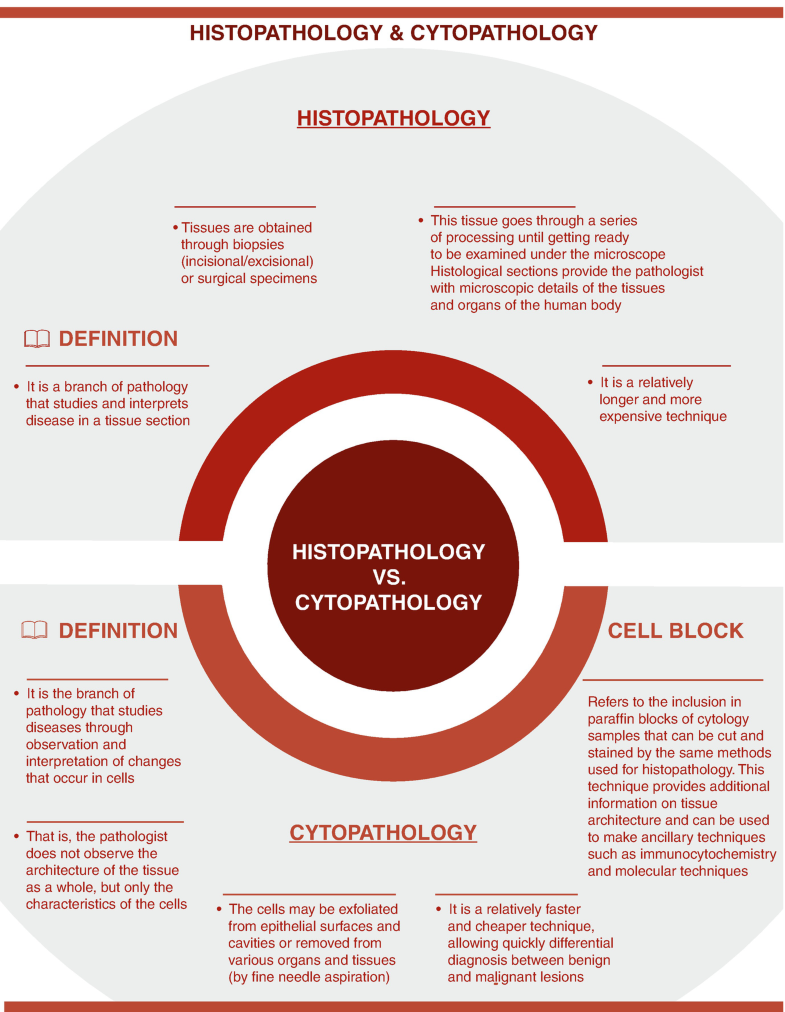 HISTOPATHOLOGY & CYTOPATHOLOGY
HISTOPATHOLOGY
• Tissues are obtained
through biopsies
(incisional/excisional)
or surgical specimens
• This tissue goes through a series
of processing until getting ready
to be examined under the microscope
Histological sections provide the pathologist
with microscopic details of the tissues
and organs of the human body
DEFINITION
• It is a branch of pathology
that studies and interprets
disease in a tissue section
• It is a relatively
longer and more
expensive technique
HISTOPATHOLOGY
VS.
CYTOPATHOLOGY
DEFINITION
• It is the branch of
pathology that studies
diseases through
observation and
interpretation of changes
that occur in cells
• That is, the pathologist
does not observe the
architecture of the tissue
as a whole, but only the
characteristics of the cells
CELL BLOCK
Refers to the inclusion in
paraffin blocks of cytology
samples that can be cut and
stained by the same methods
used for histopathology. This
technique provides additional
information on tissue
architecture and can be used
to make ancillary techniques
such as immunocytochemistry
and molecular techniques
CYTOPATHOLOGY
• The cells may be exfoliated
from epithelial surfaces and
cavities or removed from
various organs and tissues
(by fine needle aspiration)
• It is a relatively faster
and cheaper technique,
allowing quickly differential
diagnosis between benign
and malignant lesions